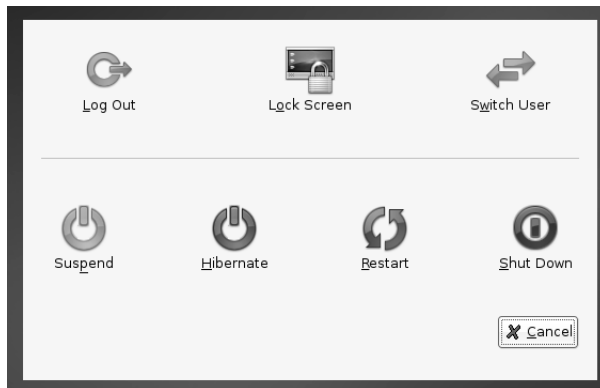 Log Out
Lock Screen
Switch User
Suspend
Hibernate
Restart
Shut Down
Cancel